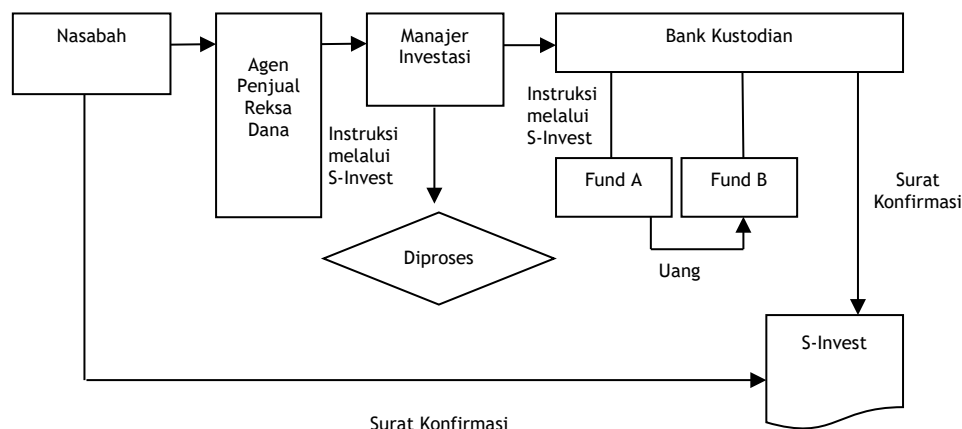 Nasabah
Agen
Penjual
Reksa
Dana
Instruksi
melalui
S-Invest
Manajer
Investasi
Diproses
Bank Kustodian
Instruksi
melalui
S-Invest
Fund A
Fund B
Uang
Surat
Konfirmasi
S-Invest
Surat Konfirmasi